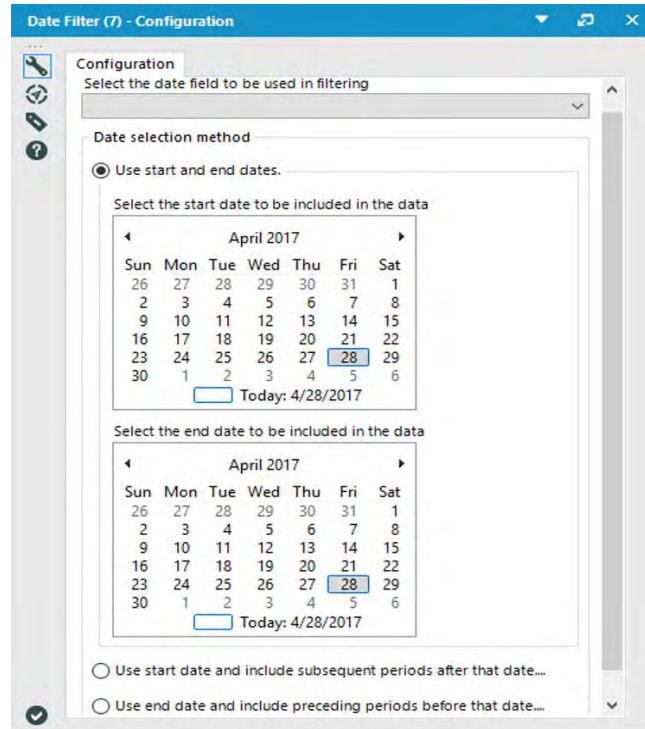 Date Filter (7) - Configuration
Configuration
Select the date field to be used in filtering
Date selection method
Use start and end dates.
Select the start date to be included in the data
April 2017
Sun Mon Tue Wed Thu Fri Sat
26 27 28 29 30 31 1
2 3 4 5 6 7 8
9 10 11 12 13 14 15
16 17 18 19 20 21 22
23 24 25 26 27 28 29
30 1 2 3 4 5 6
Today: 4/28/2017
Select the end date to be included in the data
April 2017
Sun Mon Tue Wed Thu Fri Sat
26 27 28 29 30 31 1
2 3 4 5 6 7 8
9 10 11 12 13 14 15
16 17 18 19 20 21 22
23 24 25 26 27 28 29
30 1 2 3 4 5 6
Today: 4/28/2017
Use start date and include subsequent periods after that date....
Use end date and include preceding periods before that date....